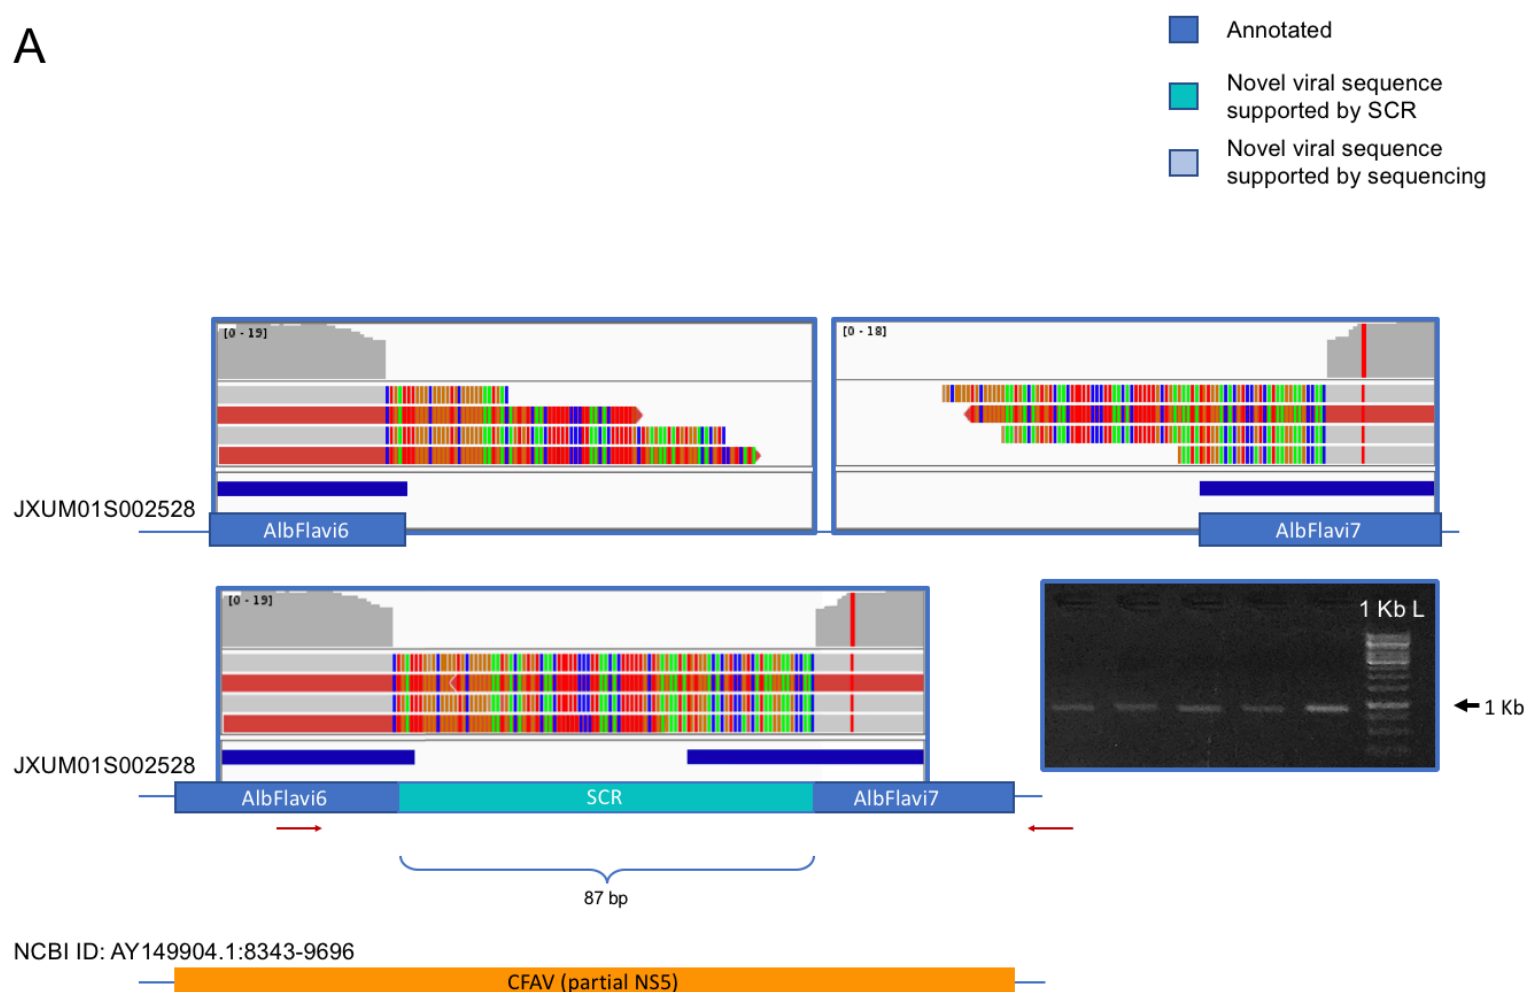 A
Annotated
Novel viral sequence
supported by SCR
Novel viral sequence
supported by sequencing
[0 - 19]
[0 - 18]
JXUM01S002528
AlbFlavi6
AlbFlavi7
[0 - 19]
1 Kb L
1 Kb
JXUM01S002528
AlbFlavi6
SCR
AlbFlavi7
87 bp
NCBI ID: AY149904.1:8343-9696
CFAV (partial NS5)